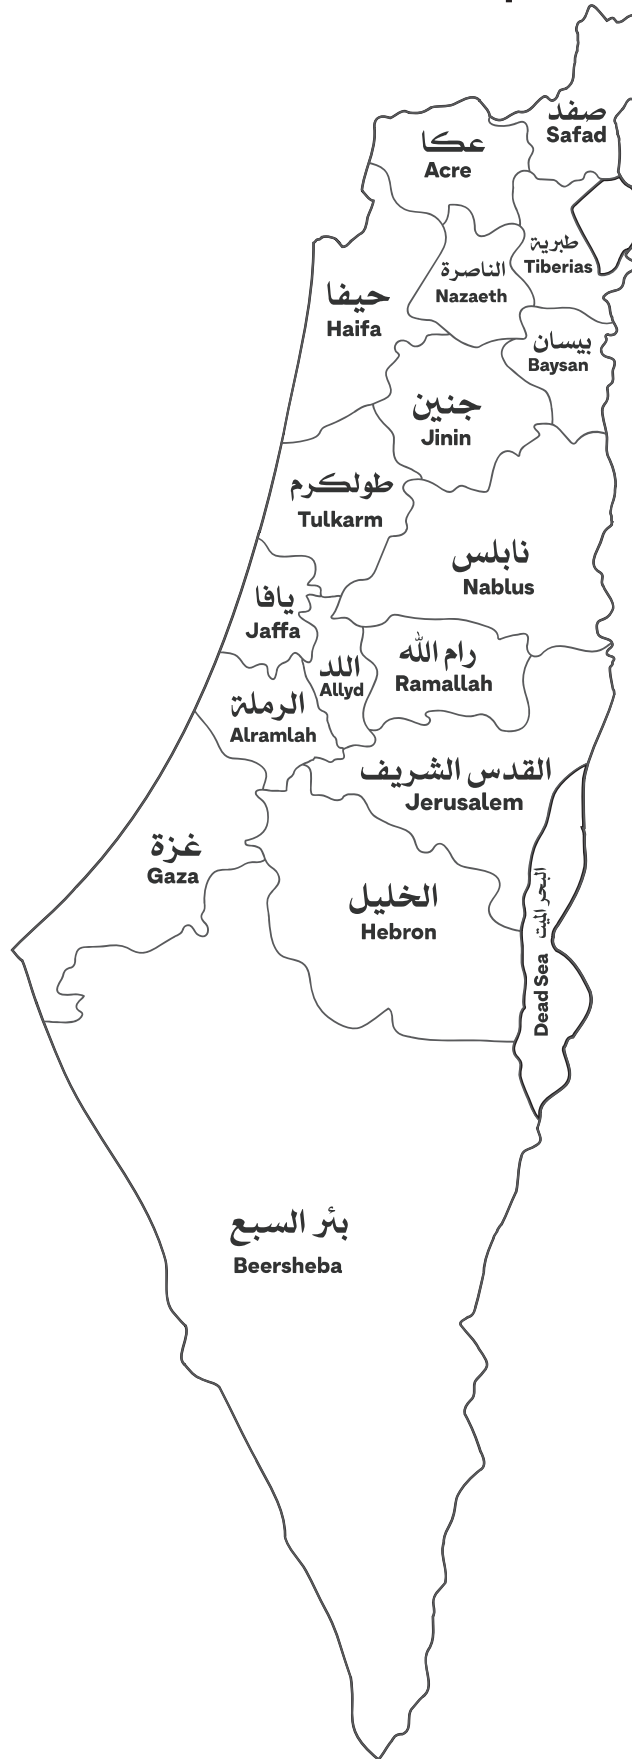 صفد
Safad
عكا
Acre
طبرية
Tiberias
الناصرة
Nazaeth
حيفا
Haifa
بيسان
Baysan
جنين
Jinin
طولكرم
Tulkarm
نابلس
Nablus
يافا
Jaffa
رام الله
Ramallah
اللد
Allyd
الرملة
Alramlah
القدس الشريف
Jerusalem
غزة
Gaza
الخليل
Hebron
البحر الميت
Dead Sea
بئر السبع
Beersheba